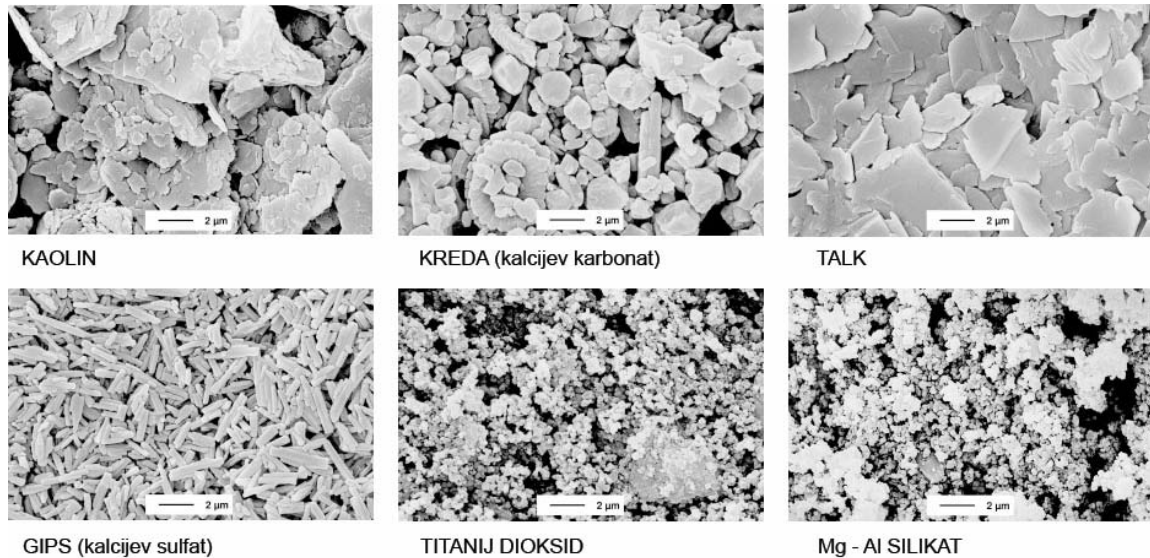 2 µm
2 µm
2 µm
KAOLIN
KREDA (kalcijev karbonat)
TALK
2 µm
2 µm
2 µm
GIPS (kalcijev sulfat)
TITANIJ DIOKSID
Mg - Al SILIKAT